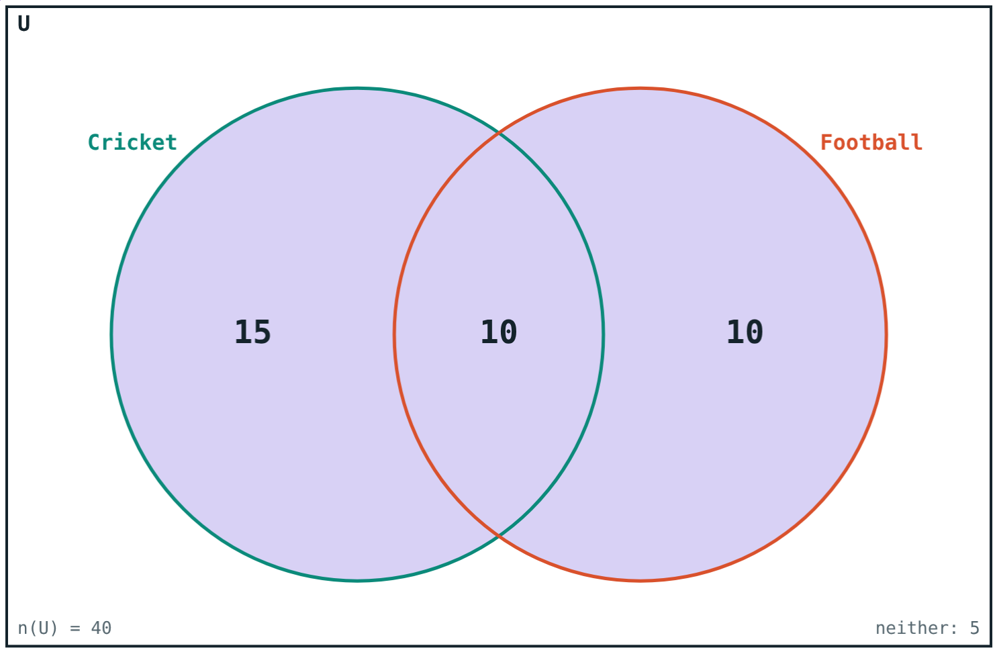 U
Cricket
Football
15
10
10
n(U) = 40
neither: 5